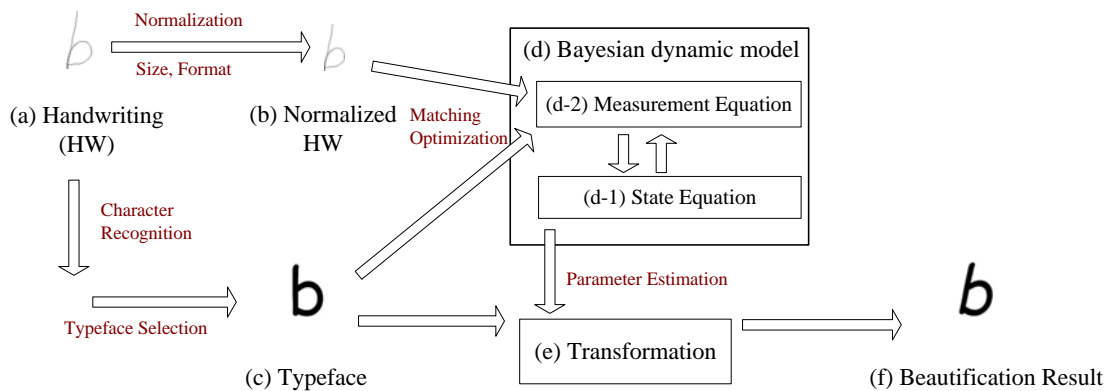 Normalization
b
b
Size, Format
(a) Handwriting
(HW)
(b) Normalized
HW
Matching
Optimization
(d) Bayesian dynamic model
(d-2) Measurement Equation
(d-1) State Equation
Character
Recognition
Typeface Selection
b
(c) Typeface
Parameter Estimation
(e) Transformation
b
(f) Beautification Result